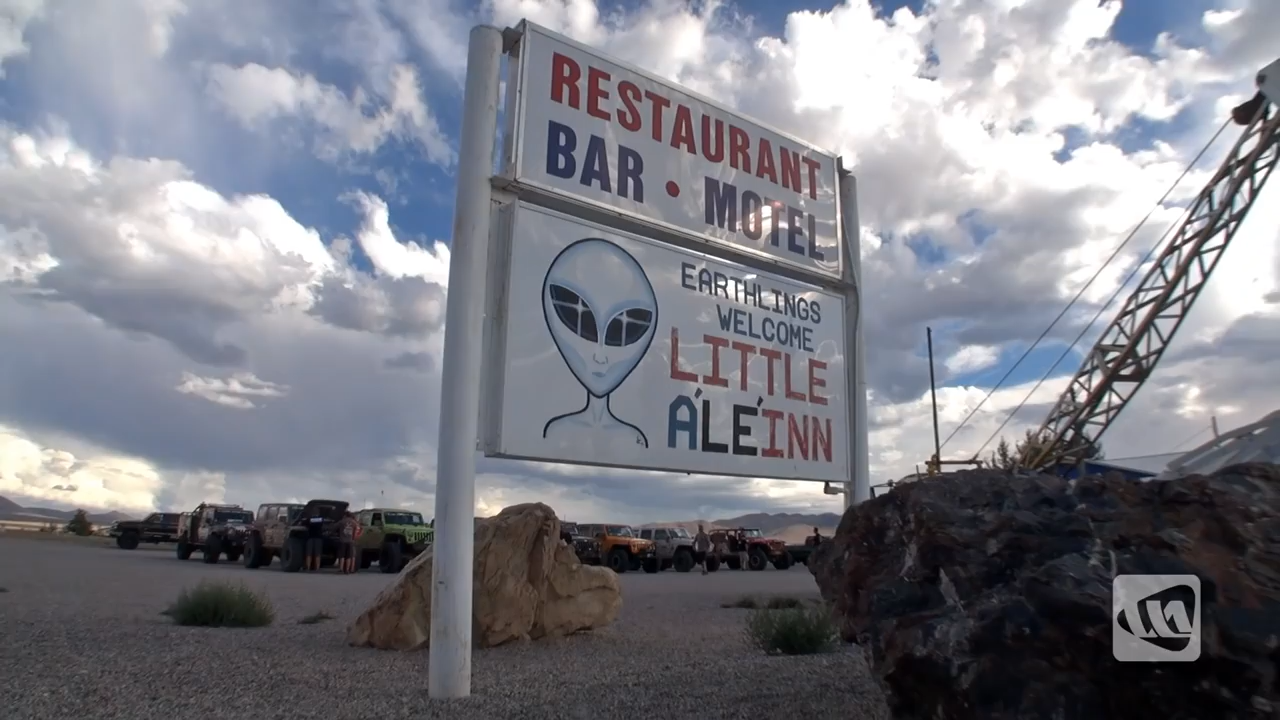 RESTAURANT
BAR • MOTEL
EARTHLINGS
WELCOME
LITTLE
A'LE'INN